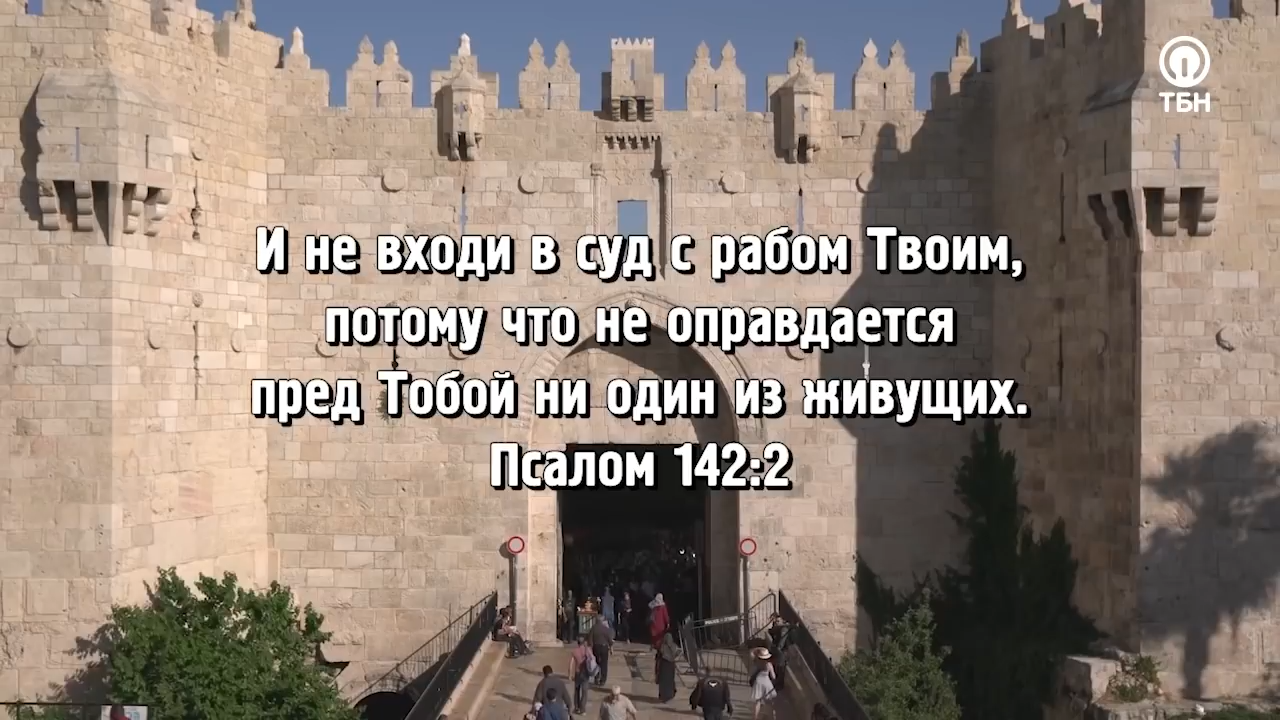 ТБН
И не входи в суд с рабом Твоим,
потому что не оправдается
пред Тобой ни один из живущих.
Псалом 142:2